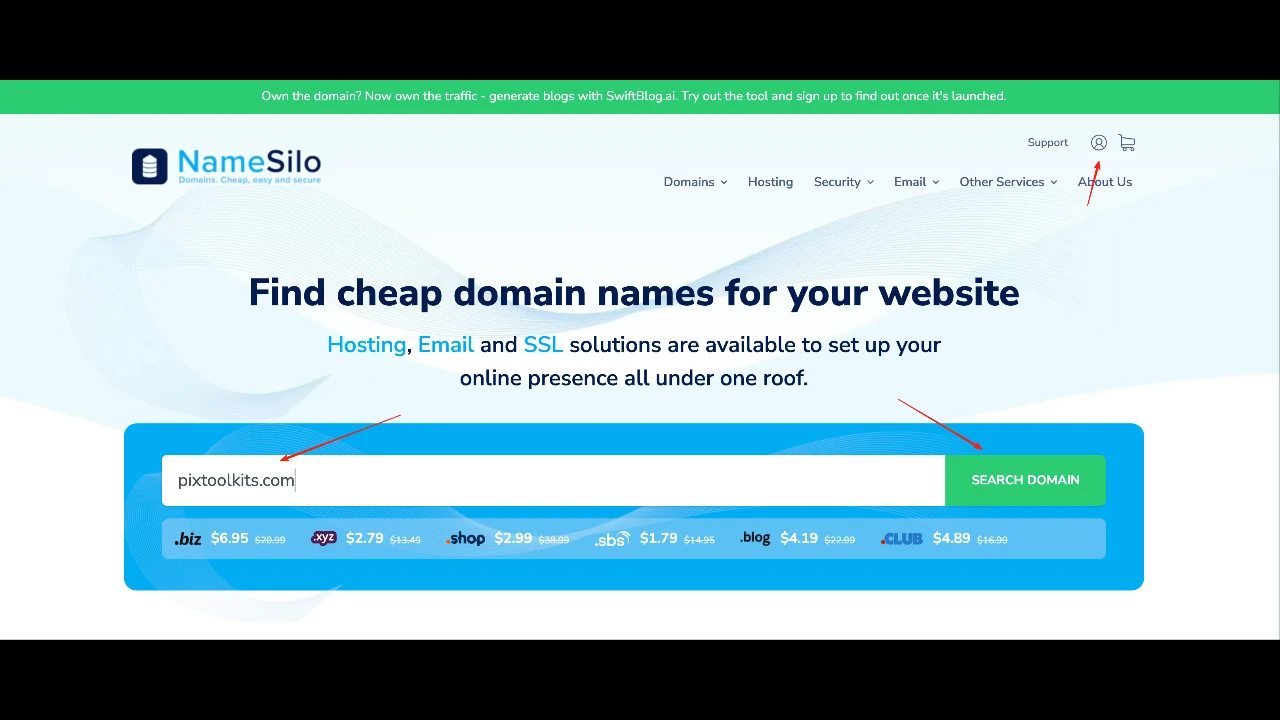 Own the domain? Now own the traffic - generate blogs with SwiftBlog.ai. Try out the tool and sign up to find out once it's launched.
Support
NameSilo
Domains. Cheap, easy and secure
Domains Hosting Security Email Other Services About Us
Find cheap domain names for your website
Hosting, Email and SSL solutions are available to set up your
online presence all under one roof.
pixtoolkits.com SEARCH DOMAIN
.biz $6.95 $20.99 .xyz $2.79 $13.49 .shop $2.99 $38.99 .sbs $1.79 $14.95 .blog $4.19 $22.99 .CLUB $4.89 $16.99